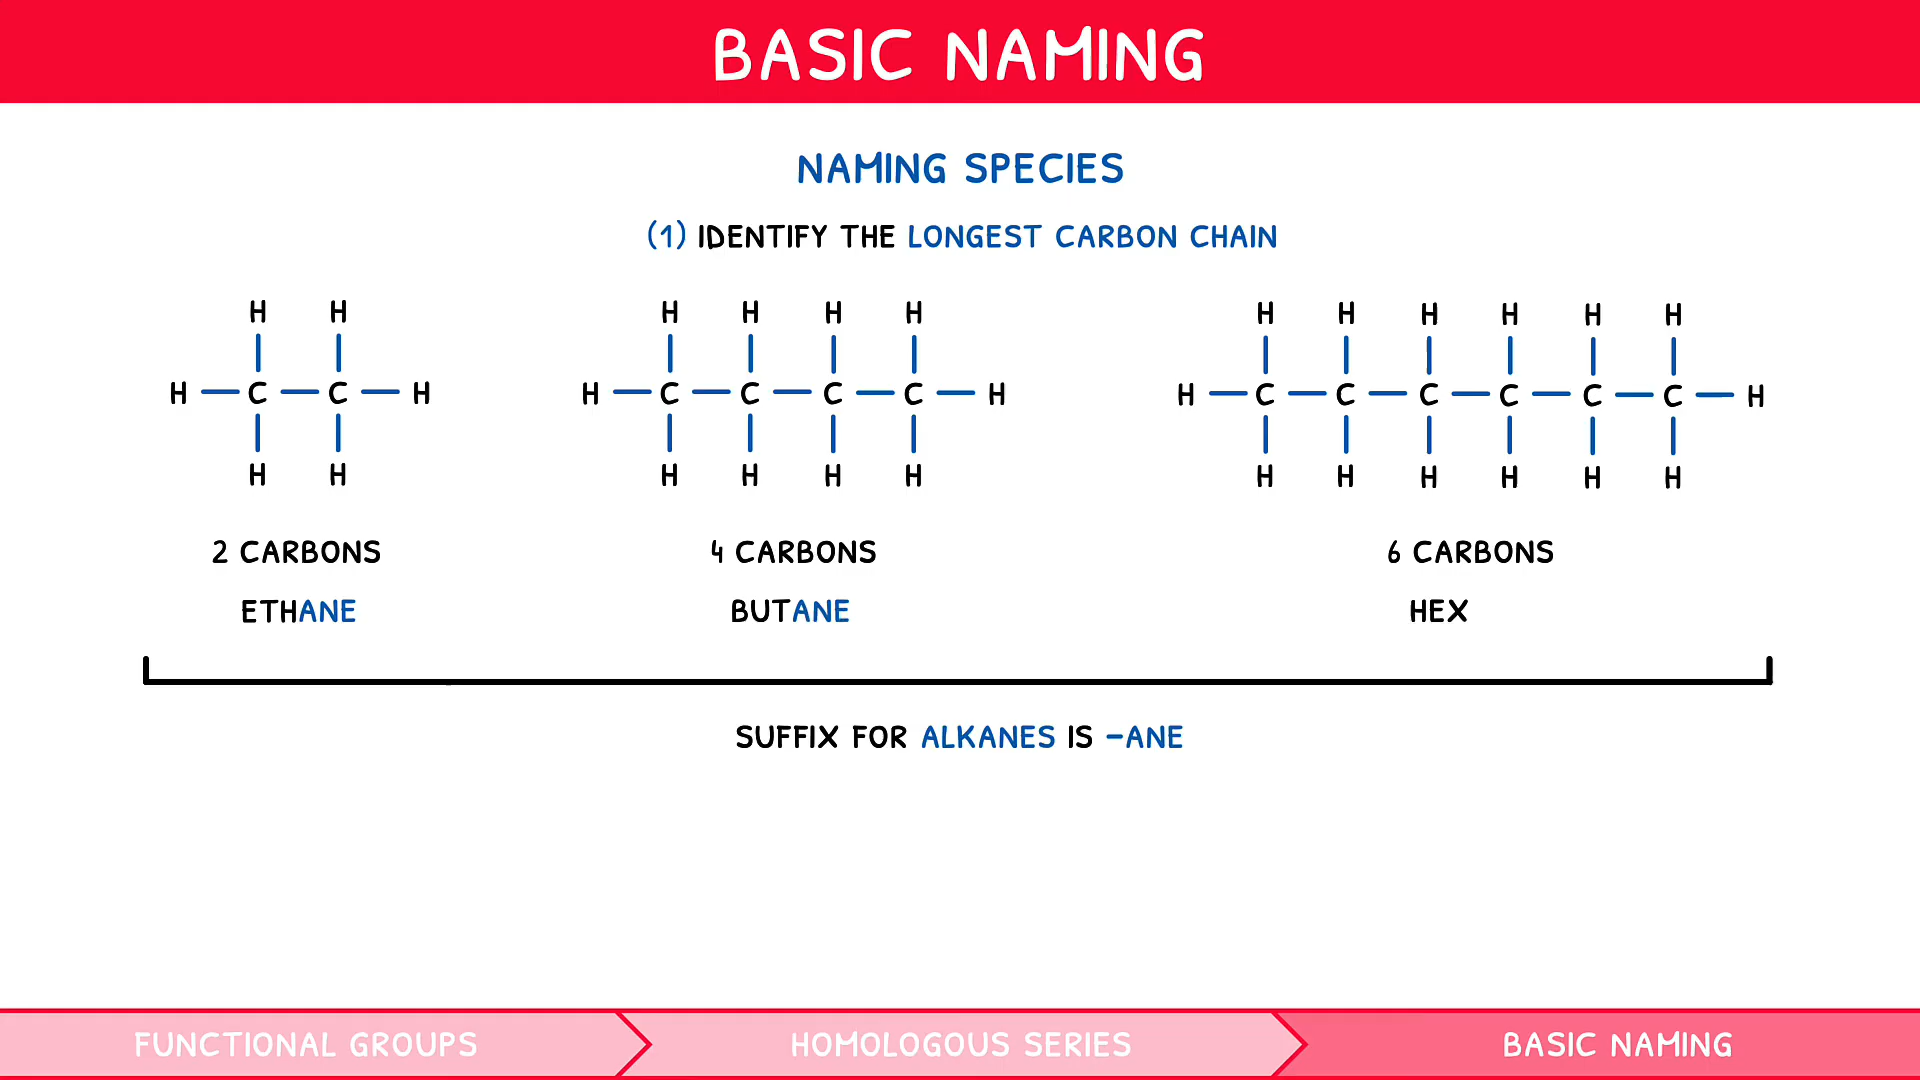 BASIC NAMING
NAMING SPECIES
(1) IDENTIFY THE LONGEST CARBON CHAIN
H H H H H H H H H H H H
H C C H H C C C C H H C C C C C C H
H H H H H H H H H H H H
2 CARBONS 4 CARBONS 6 CARBONS
ETHANE BUTANE HEX
SUFFIX FOR ALKANES IS -ANE
FUNCTIONAL GROUPS HOMOLOGOUS SERIES BASIC NAMING